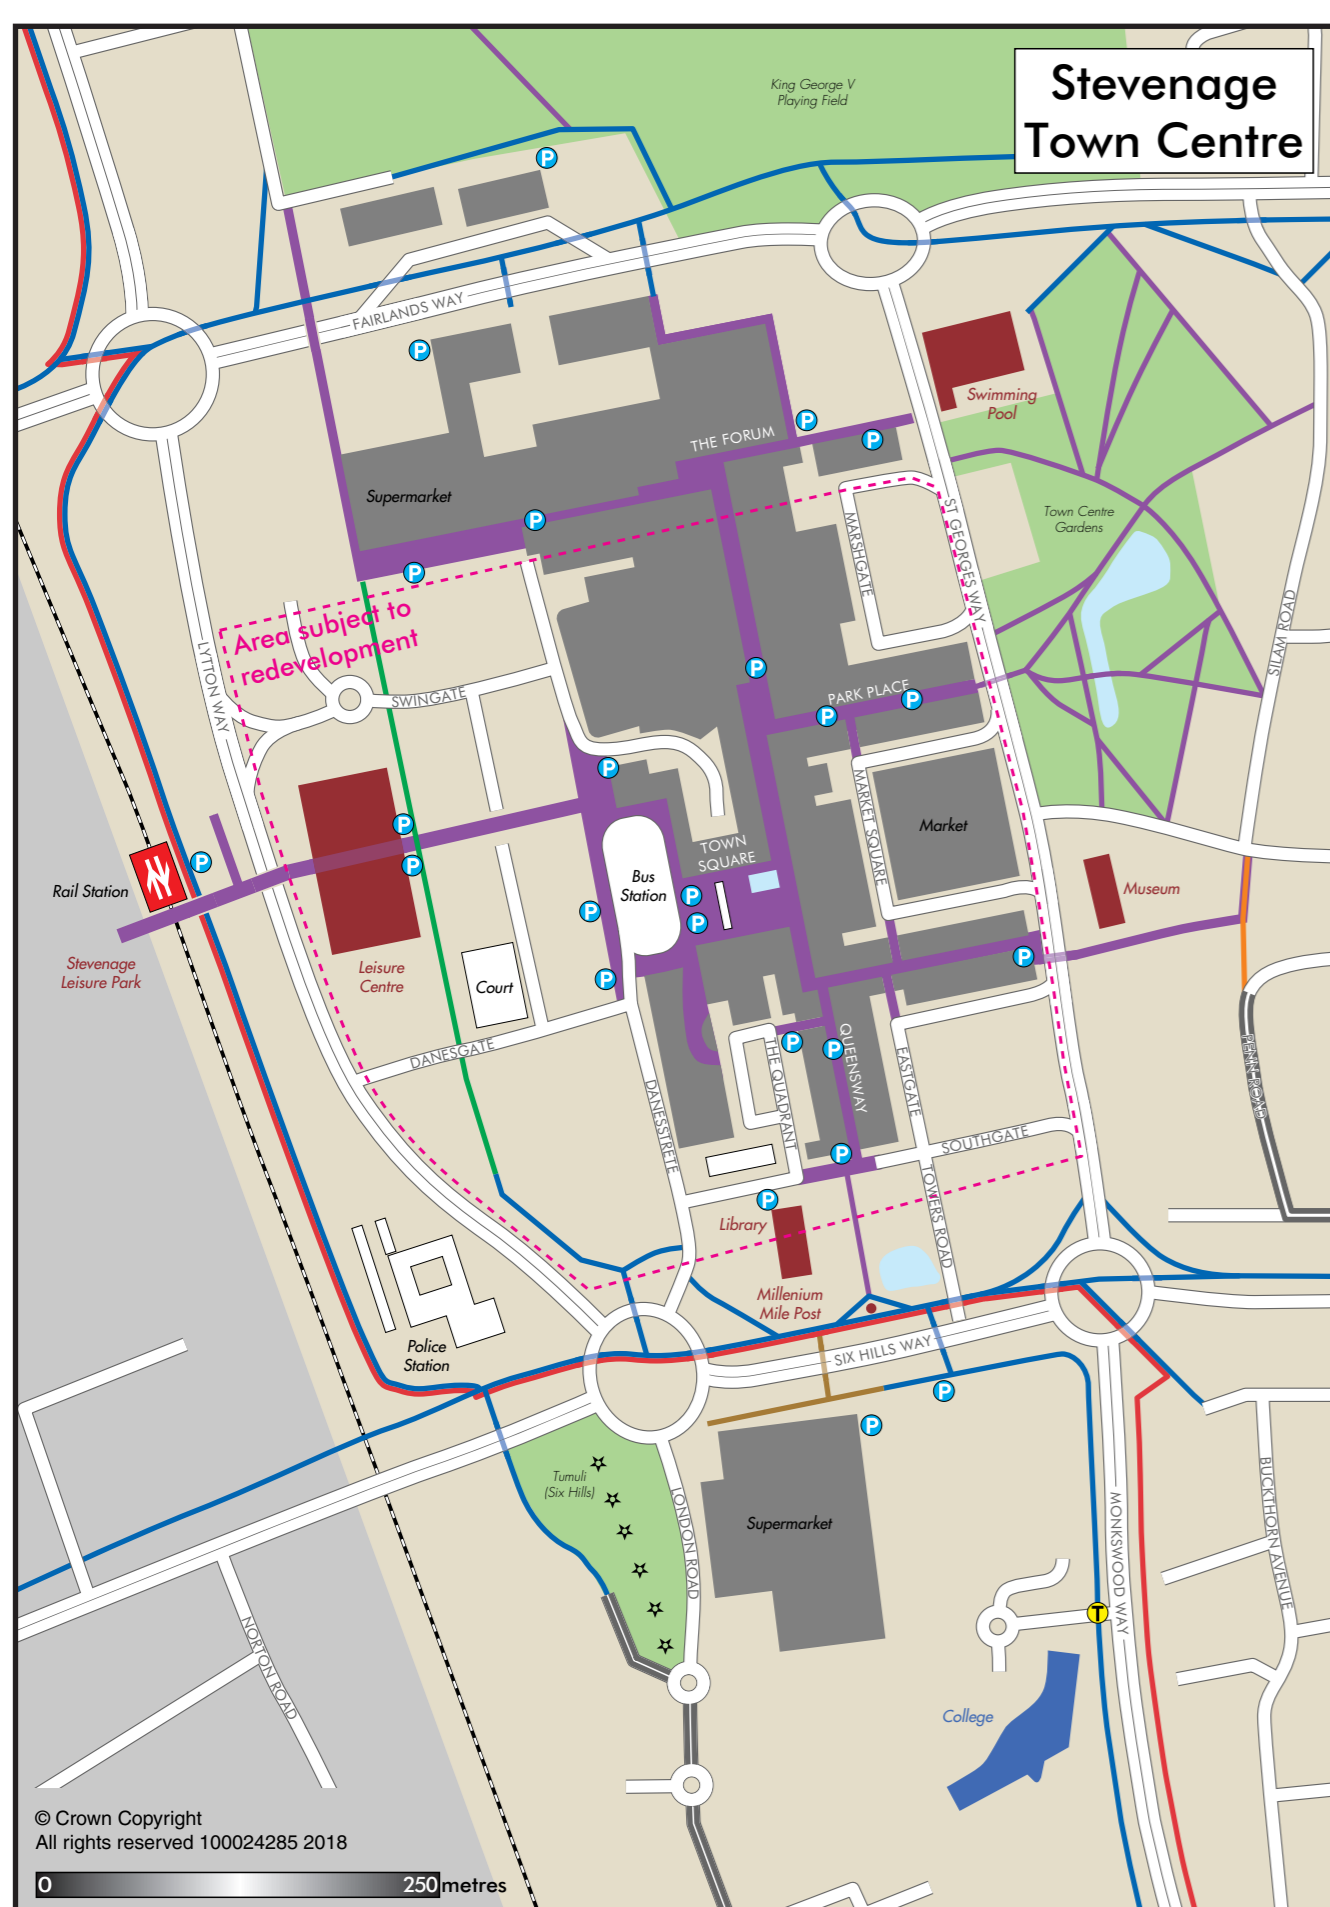 Stevenage
Town Centre
King George V
Playing Field
P
FAIRLANDS WAY
P
Swimming
Pool
P
THE FORUM
P
Supermarket
P
ST GEORGES WAY
MARSHGATE
Town Centre
Gardens
P
Area subject to
redevelopment
LYTTON WAY
SWINGATE
P
PARK PLACE
P
P
SILAM ROAD
P
MARKET SQUARE
Market
P
TOWN
SQUARE
Bus
Station
P
P
Rail Station
P
P
P
P
Museum
Stevenage
Leisure Park
Leisure
Centre
Court
P
P
DANESGATE
P
P
QUEENSWAY
THE QUADRANT
EASTGATE
DANESSTRETE
PENN ROAD
SOUTHGATE
P
TOWERS ROAD
P
Library
Millenium
Mile Post
Police
Station
SIX HILLS WAY
P
P
Tumuli
(Six Hills)
LONDON ROAD
Supermarket
MONKSWOOD WAY
BUCKTHORN AVENUE
T
NORTON ROAD
College
© Crown Copyright
All rights reserved 100024285 2018
0 250 metres